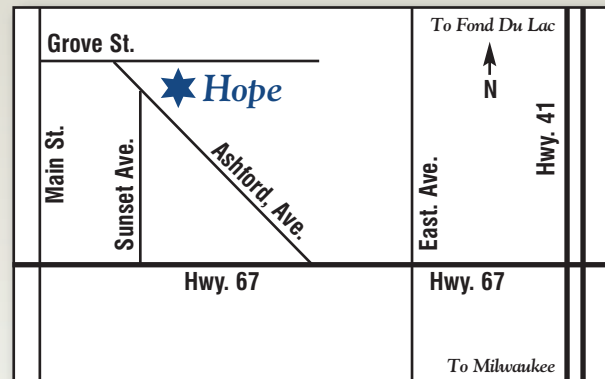 To Fond Du Lac
Grove St.
N
Hope
Main St.
Sunset Ave.
Ashford, Ave.
East. Ave.
Hwy. 41
Hwy. 67
Hwy. 67
To Milwaukee